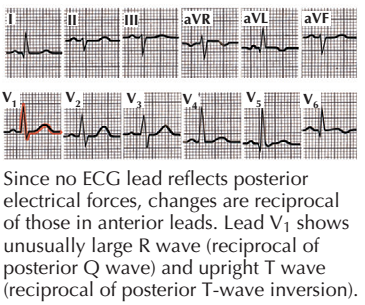 I II III aVR aVL aVF
V1 V2 V3 V4 V5 V6
Since no ECG lead reflects posterior
electrical forces, changes are reciprocal
of those in anterior leads. Lead V1 shows
unusually large R wave (reciprocal of
posterior Q wave) and upright T wave
(reciprocal of posterior T-wave inversion).